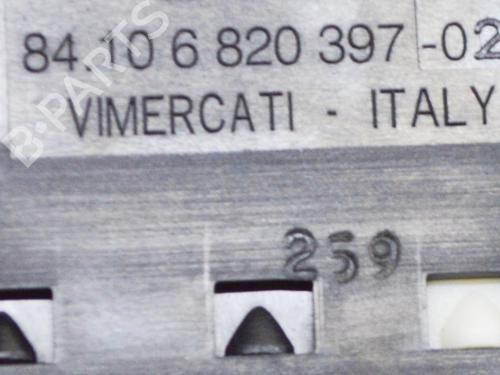 84.10 6 820 397 -02
VIMERCATI - ITALY
B-PARTS
259